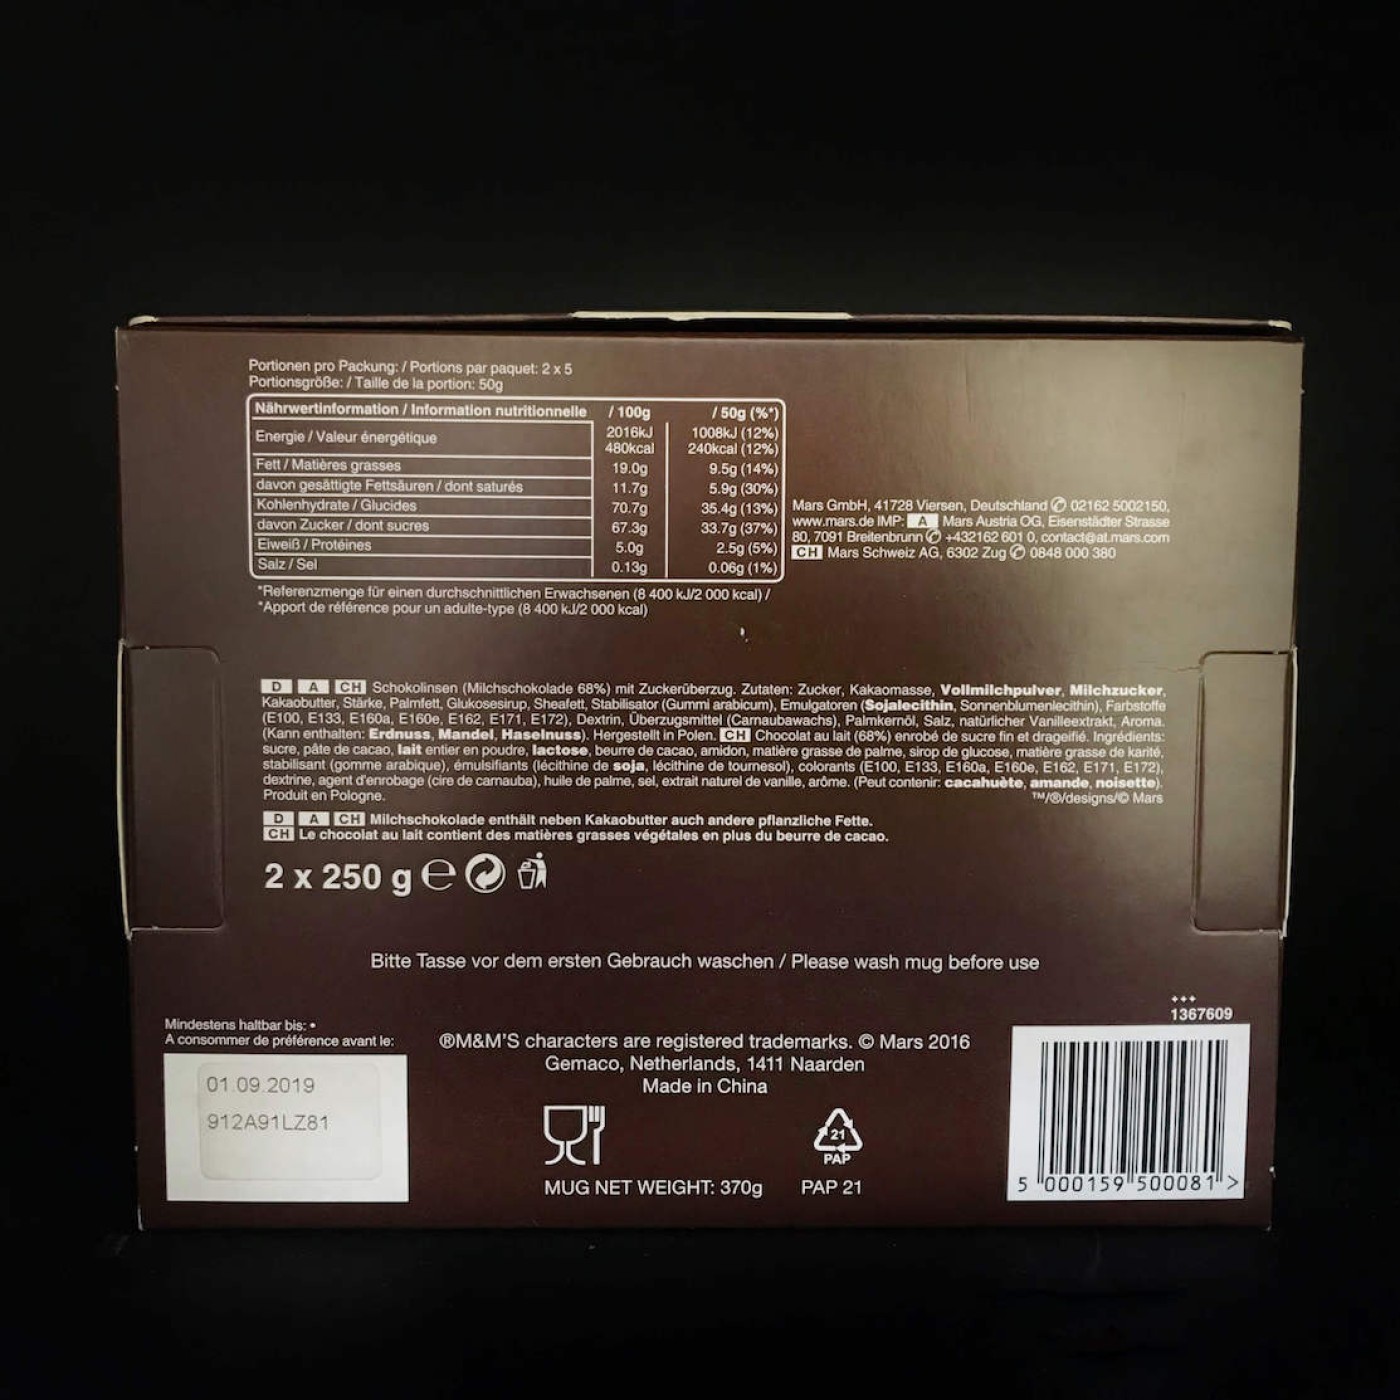 Portionen pro Packung: / Portions par paquet: 2 x 5
Portionsgröße: / Taille de la portion: 50g
Nährwertinformation / Information nutritionnelle / 100g / 50g (%*)
Energie / Valeur énergétique 2016kJ 1008kJ (12%)
480kcal 240kcal (12%)
Fett / Matières grasses 19.0g 9.5g (14%)
davon gesättigte Fettsäuren / dont saturés 11.7g 5.9g (30%)
Kohlenhydrate / Glucides 70.7g 35.4g (13%)
davon Zucker / dont sucres 67.3g 33.7g (37%)
Eiweiß / Protéines 5.0g 2.5g (5%)
Salz / Sel 0.13g 0.06g (1%)
*Referenzmenge für einen durchschnittlichen Erwachsenen (8 400 kJ/2 000 kcal) /
*Apport de référence pour un adulte-type (8 400 kJ/2 000 kcal)
Mars GmbH, 41728 Viersen, Deutschland ✆ 02162 5002150,
www.mars.de IMP: A Mars Austria OG, Eisenstädter Strasse
80, 7091 Breitenbrunn ✆ +432162 601 0, contact@at.mars.com
CH Mars Schweiz AG, 6302 Zug ✆ 0848 000 380
D A CH Schokolinsen (Milchschokolade 68%) mit Zuckerüberzug. Zutaten: Zucker, Kakaomasse, Vollmilchpulver, Milchzucker,
Kakaobutter, Stärke, Palmfett, Glukosesirup, Sheafett, Stabilisator (Gummi arabicum), Emulgatoren (Sojalecithin, Sonnenblumenlecithin), Farbstoffe
(E100, E133, E160a, E160e, E162, E171, E172), Dextrin, Überzugsmittel (Carnaubawachs), Palmkernöl, Salz, natürlicher Vanilleextrakt, Aroma.
(Kann enthalten: Erdnuss, Mandel, Haselnuss). Hergestellt in Polen. CH Chocolat au lait (68%) enrobé de sucre fin et drageifié. Ingrédients:
sucre, pâte de cacao, lait entier en poudre, lactose, beurre de cacao, amidon, matière grasse de palme, sirop de glucose, matière grasse de karité,
stabilisant (gomme arabique), émulsifiants (lécithine de soja, lécithine de tournesol), colorants (E100, E133, E160a, E160e, E162, E171, E172),
dextrine, agent d'enrobage (cire de carnauba), huile de palme, sel, extrait naturel de vanille, arôme. (Peut contenir: cacahuète, amande, noisette).
Produit en Pologne. ™/®/designs/© Mars
D A CH Milchschokolade enthält neben Kakaobutter auch andere pflanzliche Fette.
CH Le chocolat au lait contient des matières grasses végétales en plus du beurre de cacao.
2 x 250 g ℮
Bitte Tasse vor dem ersten Gebrauch waschen / Please wash mug before use
Mindestens haltbar bis: •
A consommer de préférence avant le:
01.09.2019
912A91LZ81
®M&M'S characters are registered trademarks. © Mars 2016
Gemaco, Netherlands, 1411 Naarden
Made in China
21
PAP
MUG NET WEIGHT: 370g PAP 21
+++
1367609
5 000159 500081 >